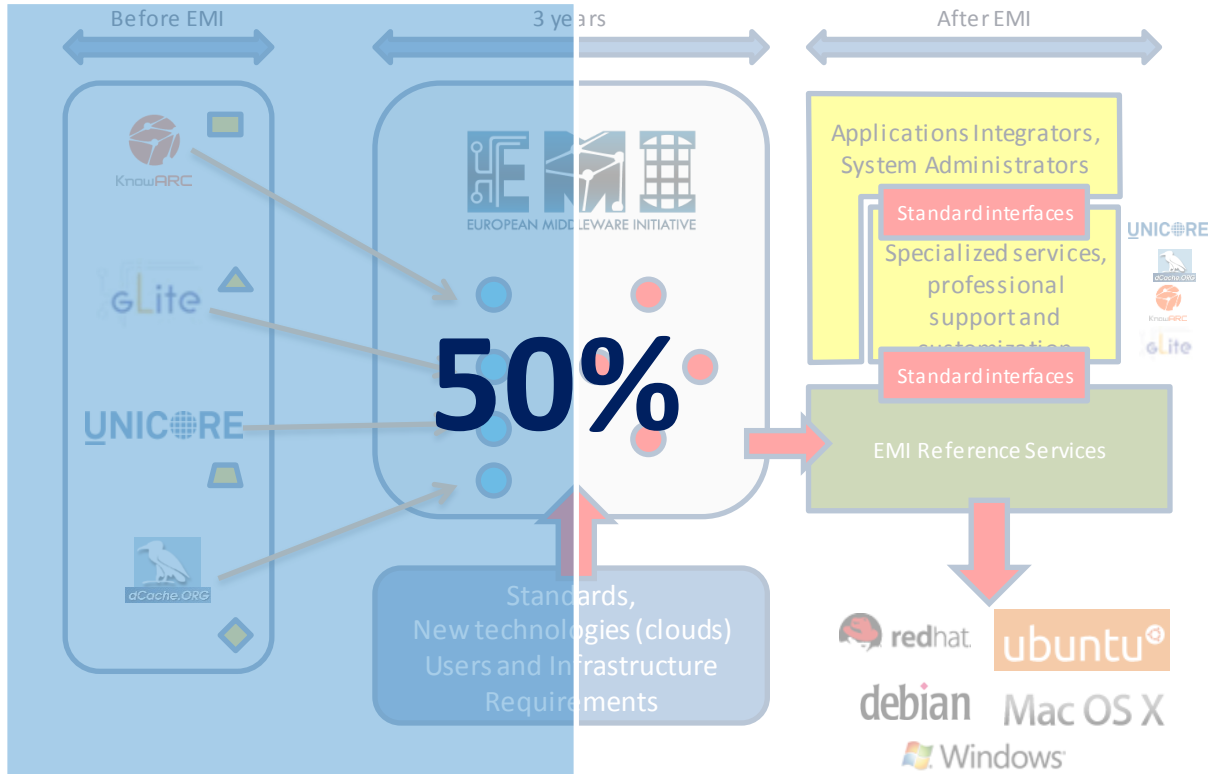 Before EMI
3 years
After EMI
KnowARC
gLite
UNICORE
dCache.ORG
EMI
EUROPEAN MIDDLEWARE INITIATIVE
50%
Standards,
New technologies (clouds)
Users and Infrastructure
Requirements
Applications Integrators,
System Administrators
Standard interfaces
Specialized services,
professional
support and
customization
Standard interfaces
EMI Reference Services
UNICORE
dCache.ORG
KnowARC
gLite
redhat.
ubuntu
debian
Mac OS X
Windows